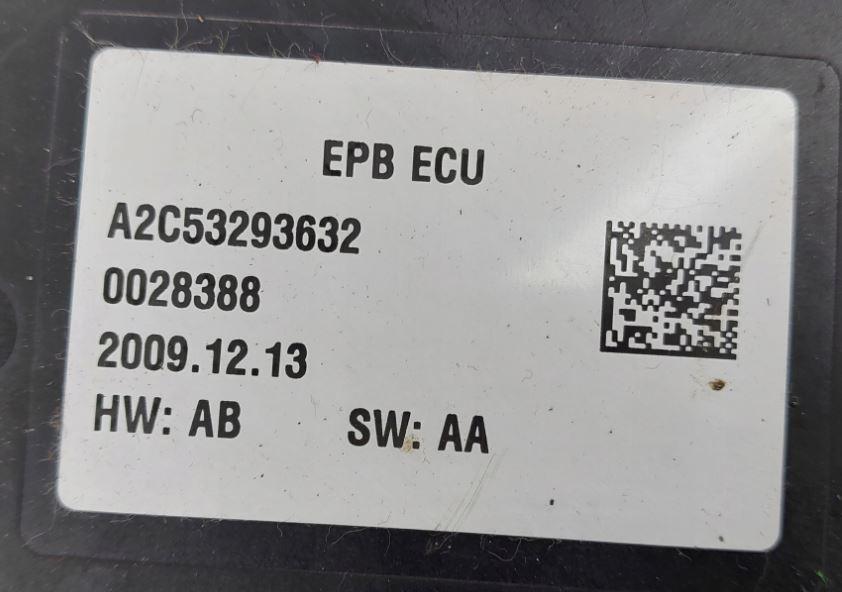 EPB ECU
A2C53293632
0028388
2009.12.13
HW: AB SW: AA